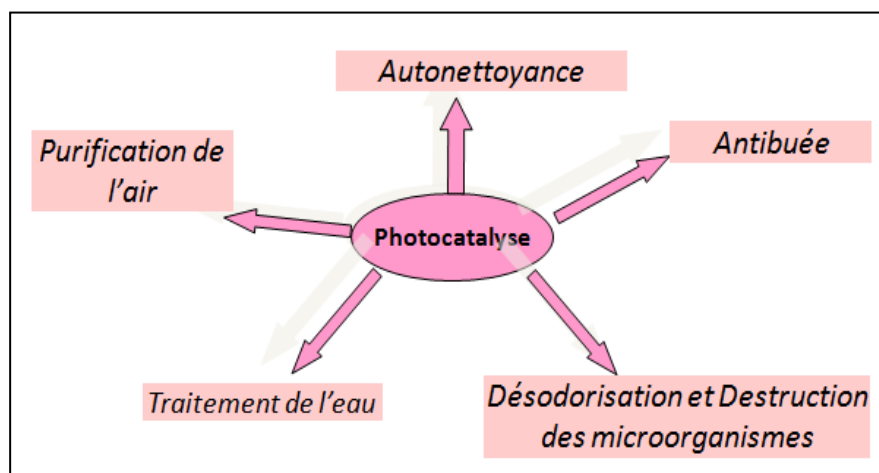 Autonettoyance
Purification de
l'air
Antibuée
Photocatalyse
Traitement de l'eau
Désodorisation et Destruction
des microorganismes